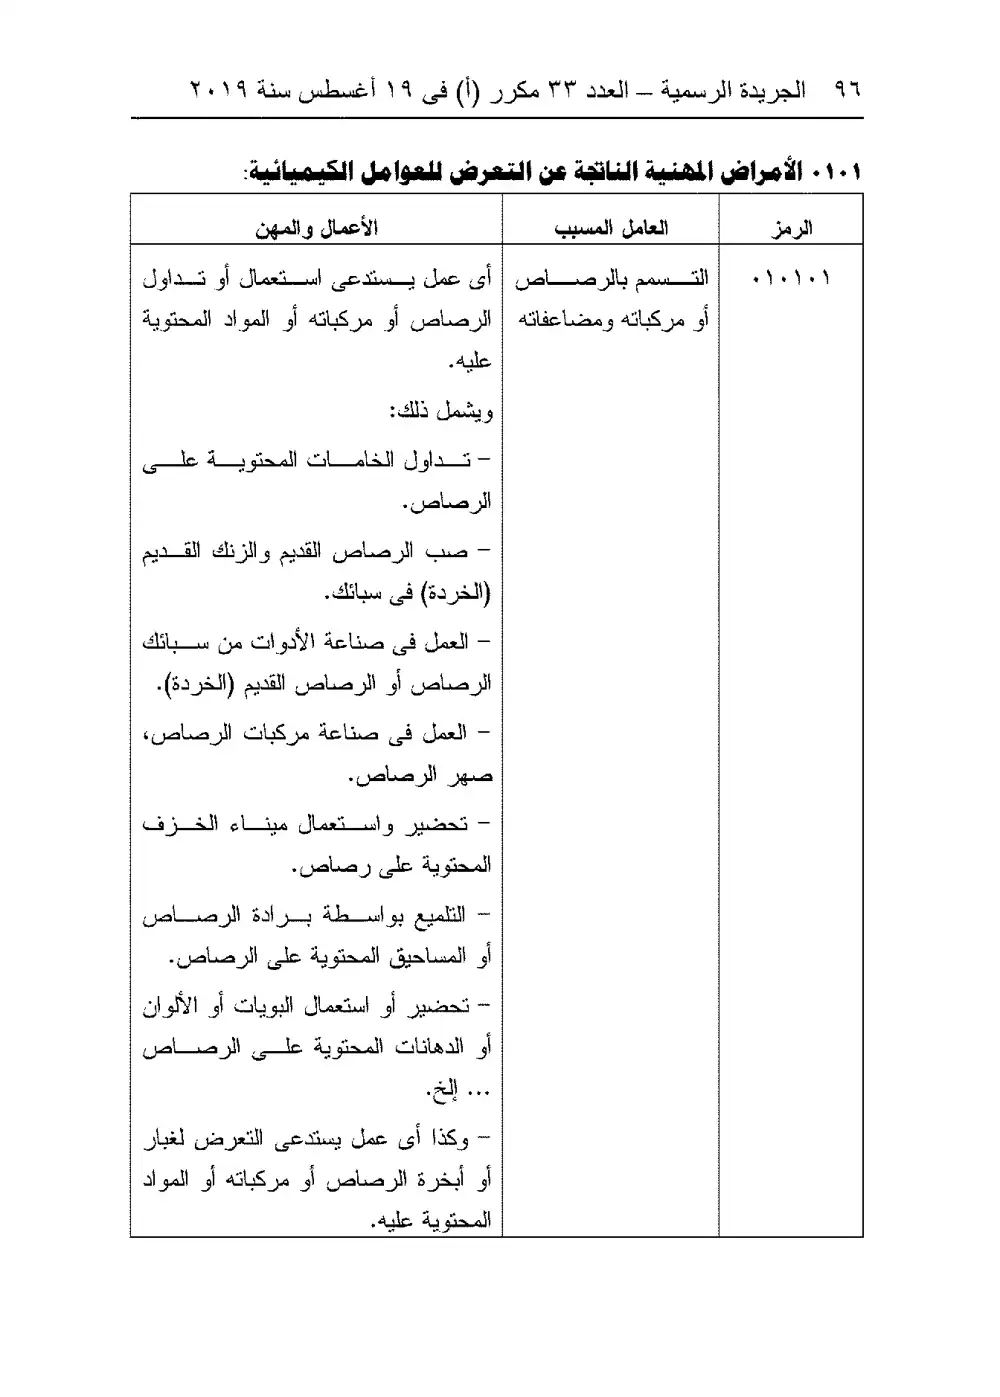 ٩٦ الجريدة الرسمية – العدد ٣٣ مكرر (أ) فى ١٩ أغسطس سنة ٢٠١٩
٠١٠١ الأمراض المهنية الناتجة عن التعرض للعوامل الكيميائية:
الرمز العامل المسبب الأعمال والمهن
٠١٠١٠١ التسمم بالرصاص أى عمل يستدعى استعمال أو تداول
أو مركباته ومضاعفاته الرصاص أو مركباته أو المواد المحتوية
عليه.
ويشمل ذلك:
– تداول الخامات المحتوية على
الرصاص.
– صب الرصاص القديم والزنك القديم
(الخردة) فى سبائك.
– العمل فى صناعة الأدوات من سبائك
الرصاص أو الرصاص القديم (الخردة).
– العمل فى صناعة مركبات الرصاص،
صهر الرصاص.
– تحضير واستعمال ميناء الخزف
المحتوية على رصاص.
– التلميع بواسطة برادة الرصاص
أو المساحيق المحتوية على الرصاص.
– تحضير أو استعمال البويات أو الألوان
أو الدهانات المحتوية على الرصاص
... إلخ.
– وكذا أى عمل يستدعى التعرض لغبار
أو أبخرة الرصاص أو مركباته أو المواد
المحتوية عليه.